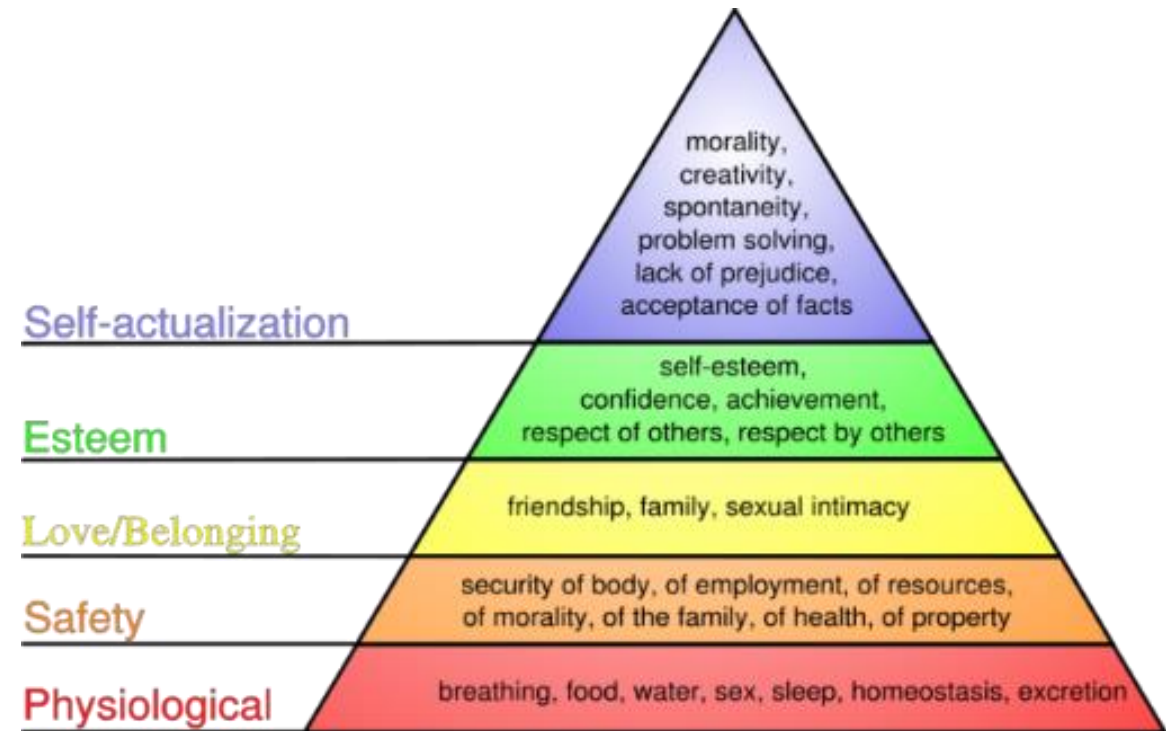 morality,
creativity,
spontaneity,
problem solving,
lack of prejudice,
acceptance of facts
Self-actualization
self-esteem,
confidence, achievement,
respect of others, respect by others
Esteem
friendship, family, sexual intimacy
Love/Belonging
security of body, of employment, of resources,
of morality, of the family, of health, of property
Safety
breathing, food, water, sex, sleep, homeostasis, excretion
Physiological